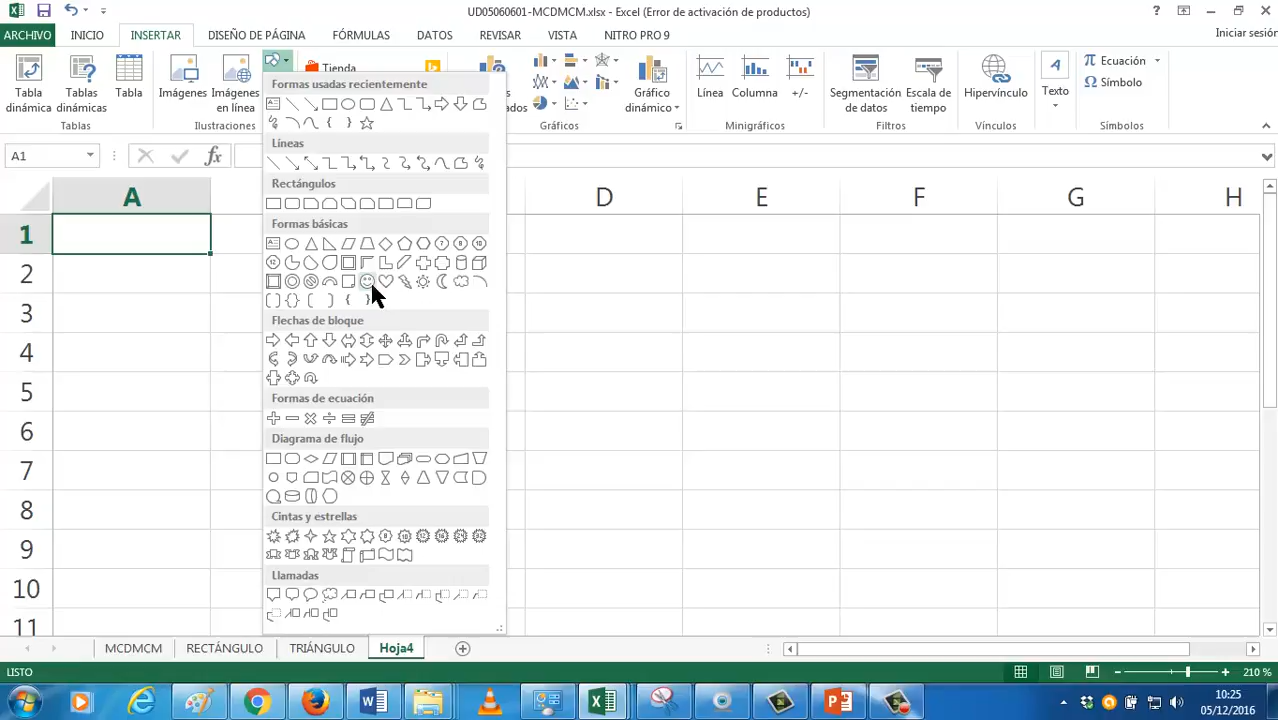 UD05060601-MCDMCM.xlsx - Excel (Error de activación de productos)
ARCHIVO INICIO INSERTAR DISEÑO DE PÁGINA FÓRMULAS DATOS REVISAR VISTA NITRO PRO 9 Iniciar sesión
Tabla dinámica
Tablas dinámicas
Tabla
Tablas
Imágenes
Imágenes en línea
Ilustraciones
Tienda
Gráfico dinámico
Gráficos
Línea
Columna
+/-
Minigráficos
Segmentación de datos
Escala de tiempo
Filtros
Hipervínculo
Vínculos
Texto
Ecuación
Símbolo
Símbolos
A1
Formas usadas recientemente
Líneas
Rectángulos
Formas básicas
Flechas de bloque
Formas de ecuación
Diagrama de flujo
Cintas y estrellas
Llamadas
A D E F G H
1
2
3
4
5
6
7
8
9
10
11
MCDMCM RECTÁNGULO TRIÁNGULO Hoja4
LISTO 210 %
10:25
05/12/2016